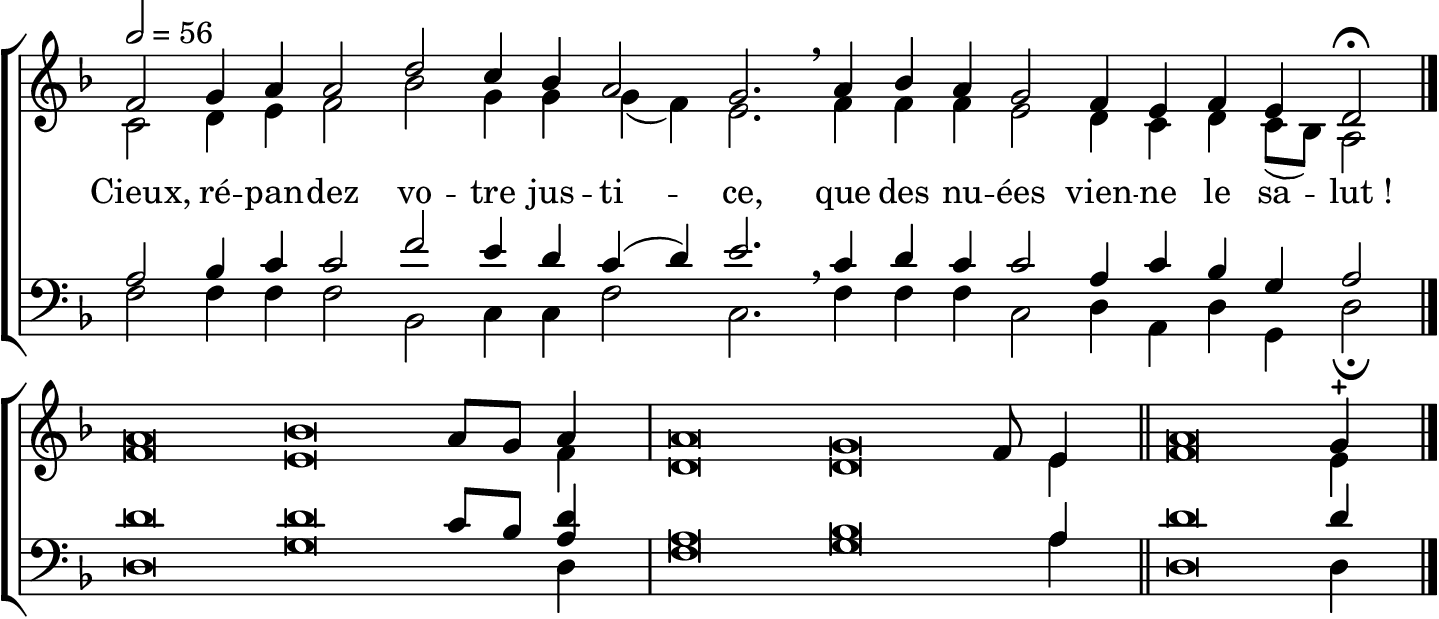 = 56
Cieux, ré -- pan -- dez vo -- tre jus -- ti -- ce, que des nu -- ées vien -- ne le sa -- lut !